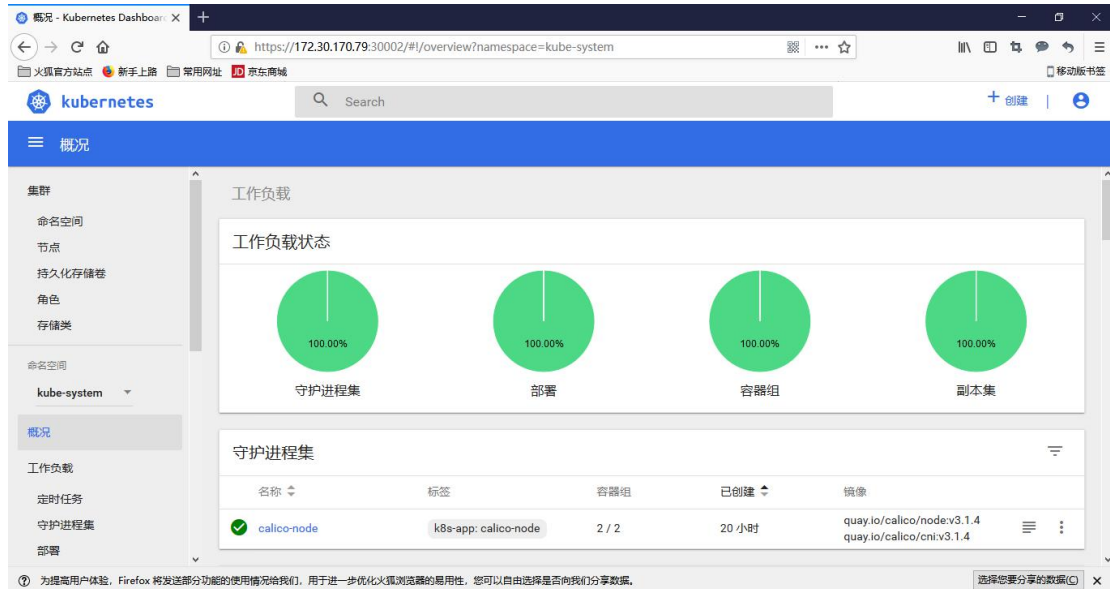 概况 - Kubernetes Dashboar
https://172.30.170.79:30002/#!/overview?namespace=kube-system
火狐官方站点 新手上路 常用网址 JD 京东商城 移动版书签
kubernetes Search + 创建 |
概况
集群
命名空间
节点
持久化存储卷
角色
存储类
命名空间
kube-system
概况
工作负载
定时任务
守护进程集
部署
工作负载
工作负载状态
100.00% 100.00% 100.00% 100.00%
守护进程集 部署 容器组 副本集
守护进程集
名称 标签 容器组 已创建 镜像
calico-node k8s-app: calico-node 2 / 2 20 小时 quay.io/calico/node:v3.1.4
quay.io/calico/cni:v3.1.4
为提高用户体验，Firefox 将发送部分功能的使用情况给我们，用于进一步优化火狐浏览器的易用性，您可以自由选择是否向我们分享数据。 选择您要分享的数据(C)